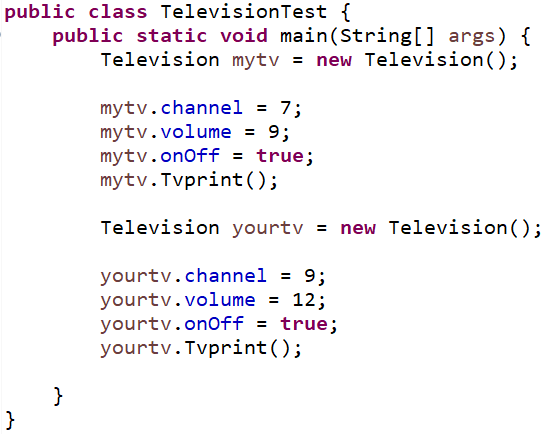 public class TelevisionTest {
    public static void main(String[] args) {
        Television mytv = new Television();

        mytv.channel = 7;
        mytv.volume = 9;
        mytv.onOff = true;
        mytv.Tvprint();

        Television yourtv = new Television();

        yourtv.channel = 9;
        yourtv.volume = 12;
        yourtv.onOff = true;
        yourtv.Tvprint();

    }
}